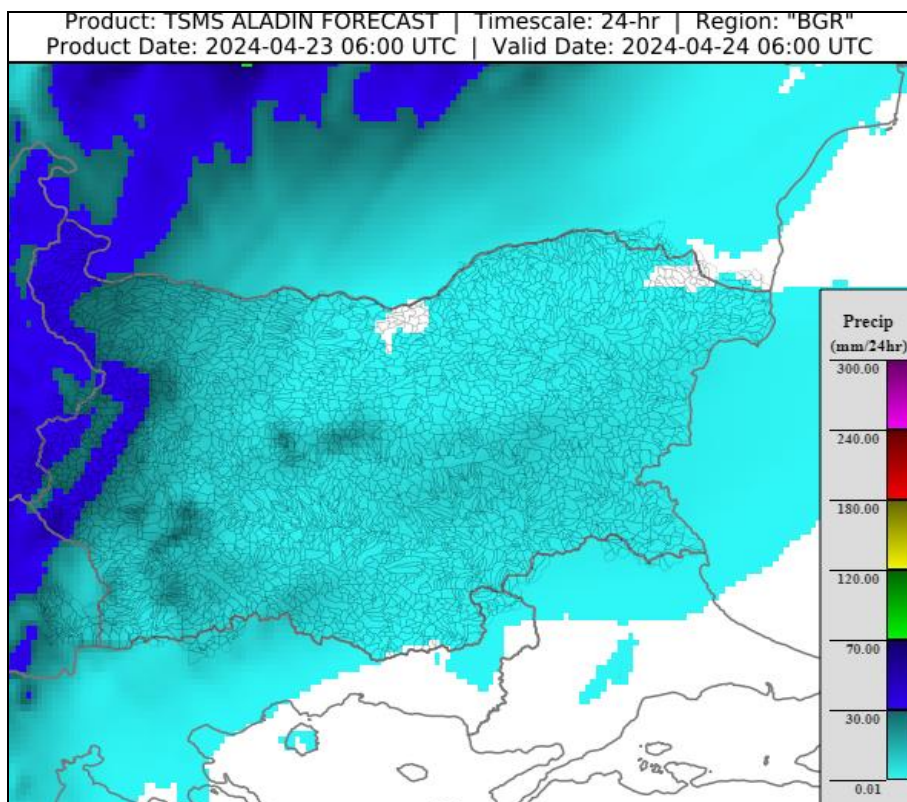 Product: TSMS ALADIN FORECAST | Timescale: 24-hr | Region: "BGR"
Product Date: 2024-04-23 06:00 UTC | Valid Date: 2024-04-24 06:00 UTC
Precip
(mm/24hr)
300.00
240.00
180.00
120.00
70.00
30.00
0.01